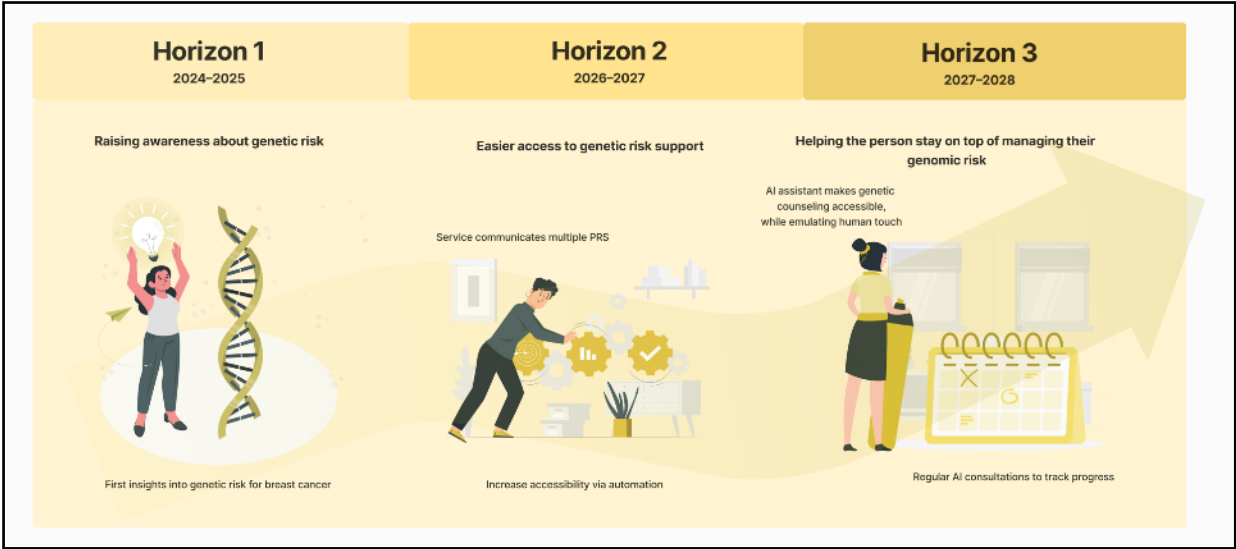 Horizon 1
2024–2025
Horizon 2
2026–2027
Horizon 3
2027–2028
Raising awareness about genetic risk
First insights into genetic risk for breast cancer
Easier access to genetic risk support
Service communicates multiple PRS
Increase accessibility via automation
Helping the person stay on top of managing their
genomic risk
AI assistant makes genetic
counseling accessible,
while emulating human touch
Regular AI consultations to track progress